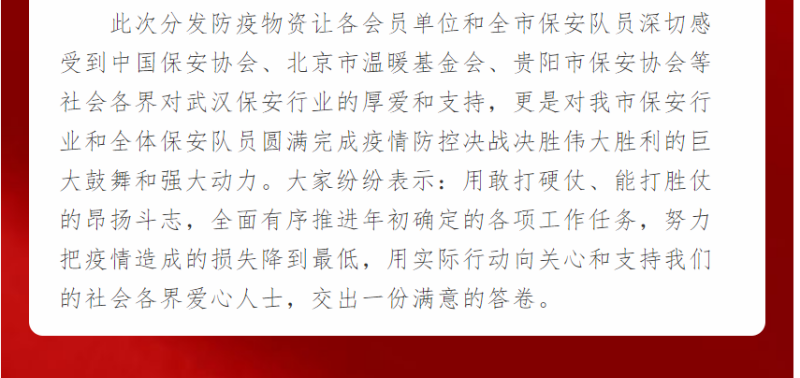 此次分发防疫物资让各会员单位和全市保安队员深切感
受到中国保安协会、北京市温暖基金会、贵阳市保安协会等
社会各界对武汉保安行业的厚爱和支持，更是对我市保安行
业和全体保安队员圆满完成疫情防控决战决胜伟大胜利的巨
大鼓舞和强大动力。大家纷纷表示：用敢打硬仗、能打胜仗
的昂扬斗志，全面有序推进年初确定的各项工作任务，努力
把疫情造成的损失降到最低，用实际行动向关心和支持我们
的社会各界爱心人士，交出一份满意的答卷。